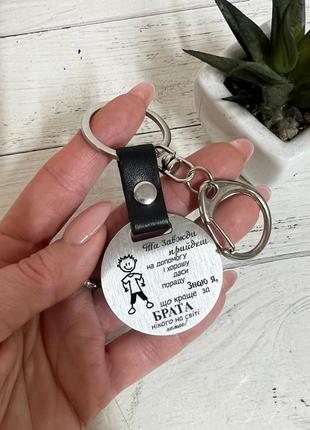 Ти завжди
прийдеш
на допомогу
і хорошу
даси
пораду
Знаю я,
що краще за
БРАТА
нікого на світі
немає!